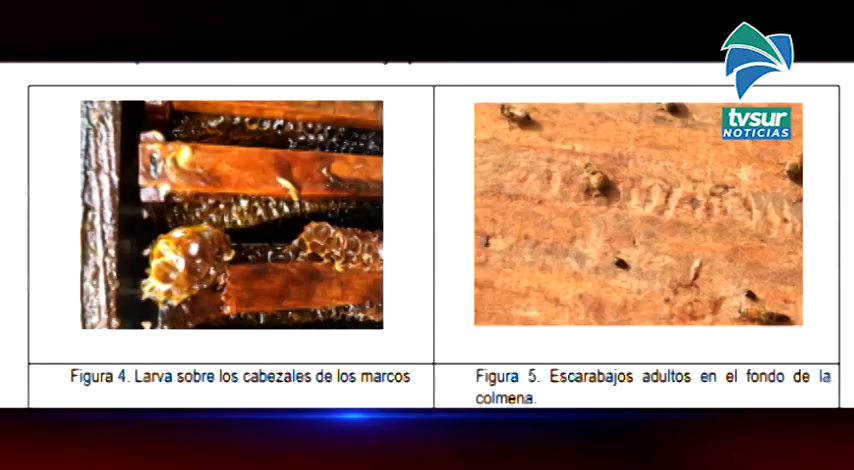 tvsur
NOTICIAS
Figura 4. Larva sobre los cabezales de los marcos
Figura 5. Escarabajos adultos en el fondo de la
colmena.